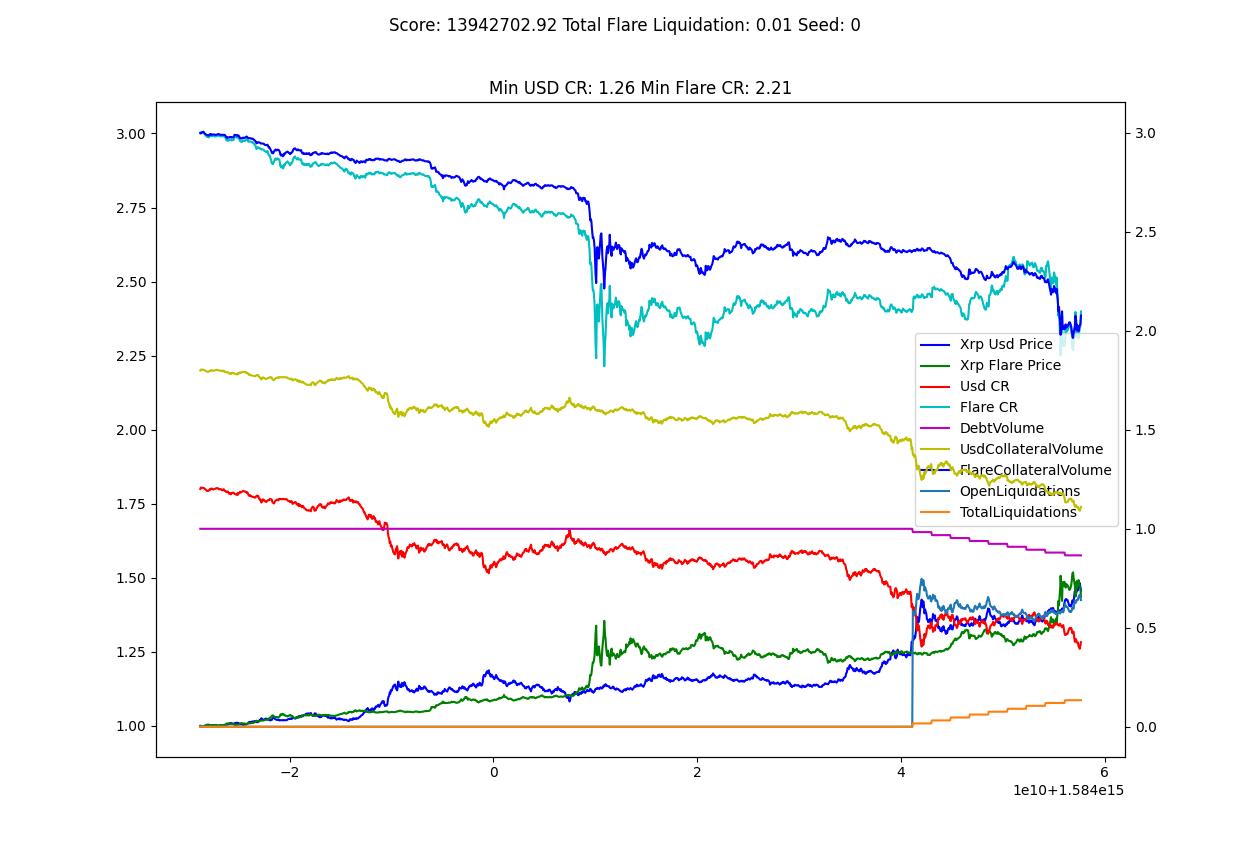 Score: 13942702.92 Total Flare Liquidation: 0.01 Seed: 0
Min USD CR: 1.26 Min Flare CR: 2.21
3.00
2.75
2.50
2.25
2.00
1.75
1.50
1.25
1.00
3.0
2.5
2.0
1.5
1.0
0.5
0.0
Xrp Usd Price
Xrp Flare Price
Usd CR
Flare CR
DebtVolume
UsdCollateralVolume
FlareCollateralVolume
OpenLiquidations
TotalLiquidations
−2 0 2 4 6
1e10+1.584e15